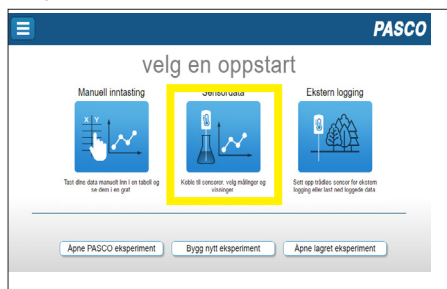 PASCO
velg en oppstart
Manuell inntasting
Sensordata
Ekstern logging
X Y
Tast dine data manuelt inn i en tabell og
se dem i en graf
Koble til sensorer, velg målinger og
visninger
Sett opp trådløs sensor for ekstern
logging eller last ned loggede data
Åpne PASCO eksperiment
Bygg nytt eksperiment
Åpne lagret eksperiment